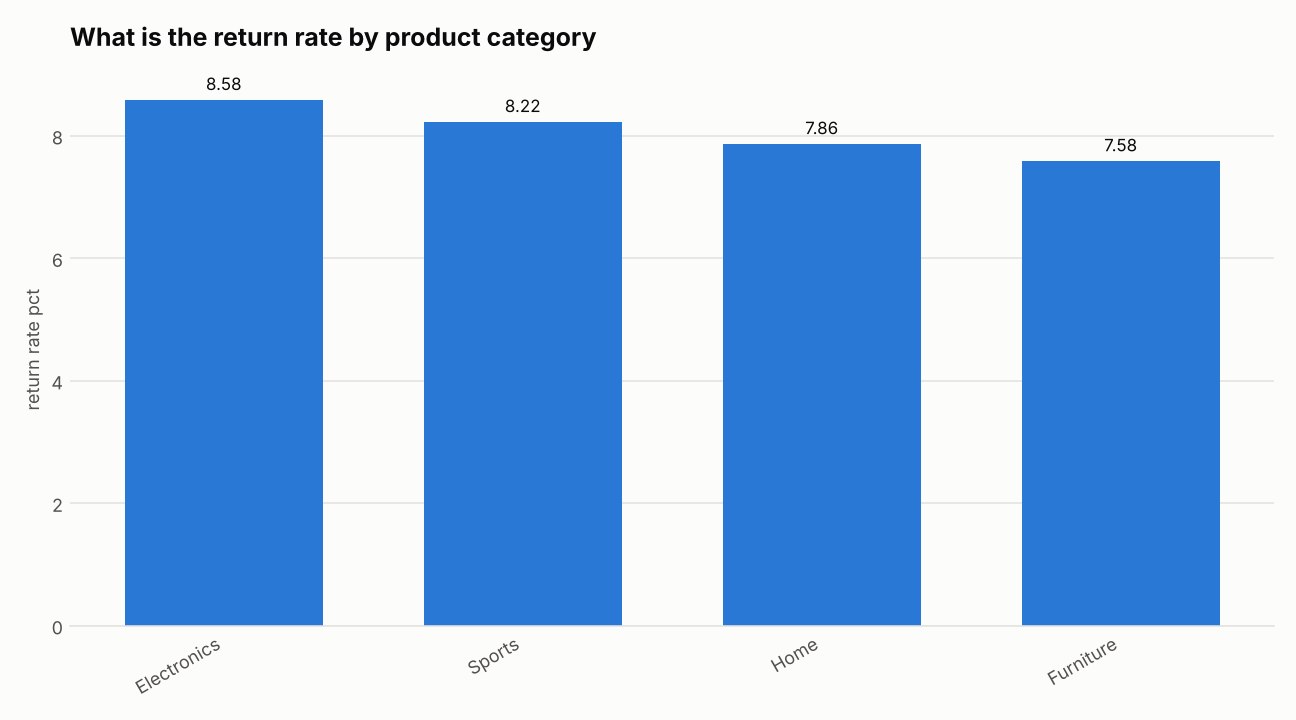 What is the return rate by product category
8.58
8.22
7.86
7.58
8
6
4
2
0
return rate pct
Electronics
Sports
Home
Furniture